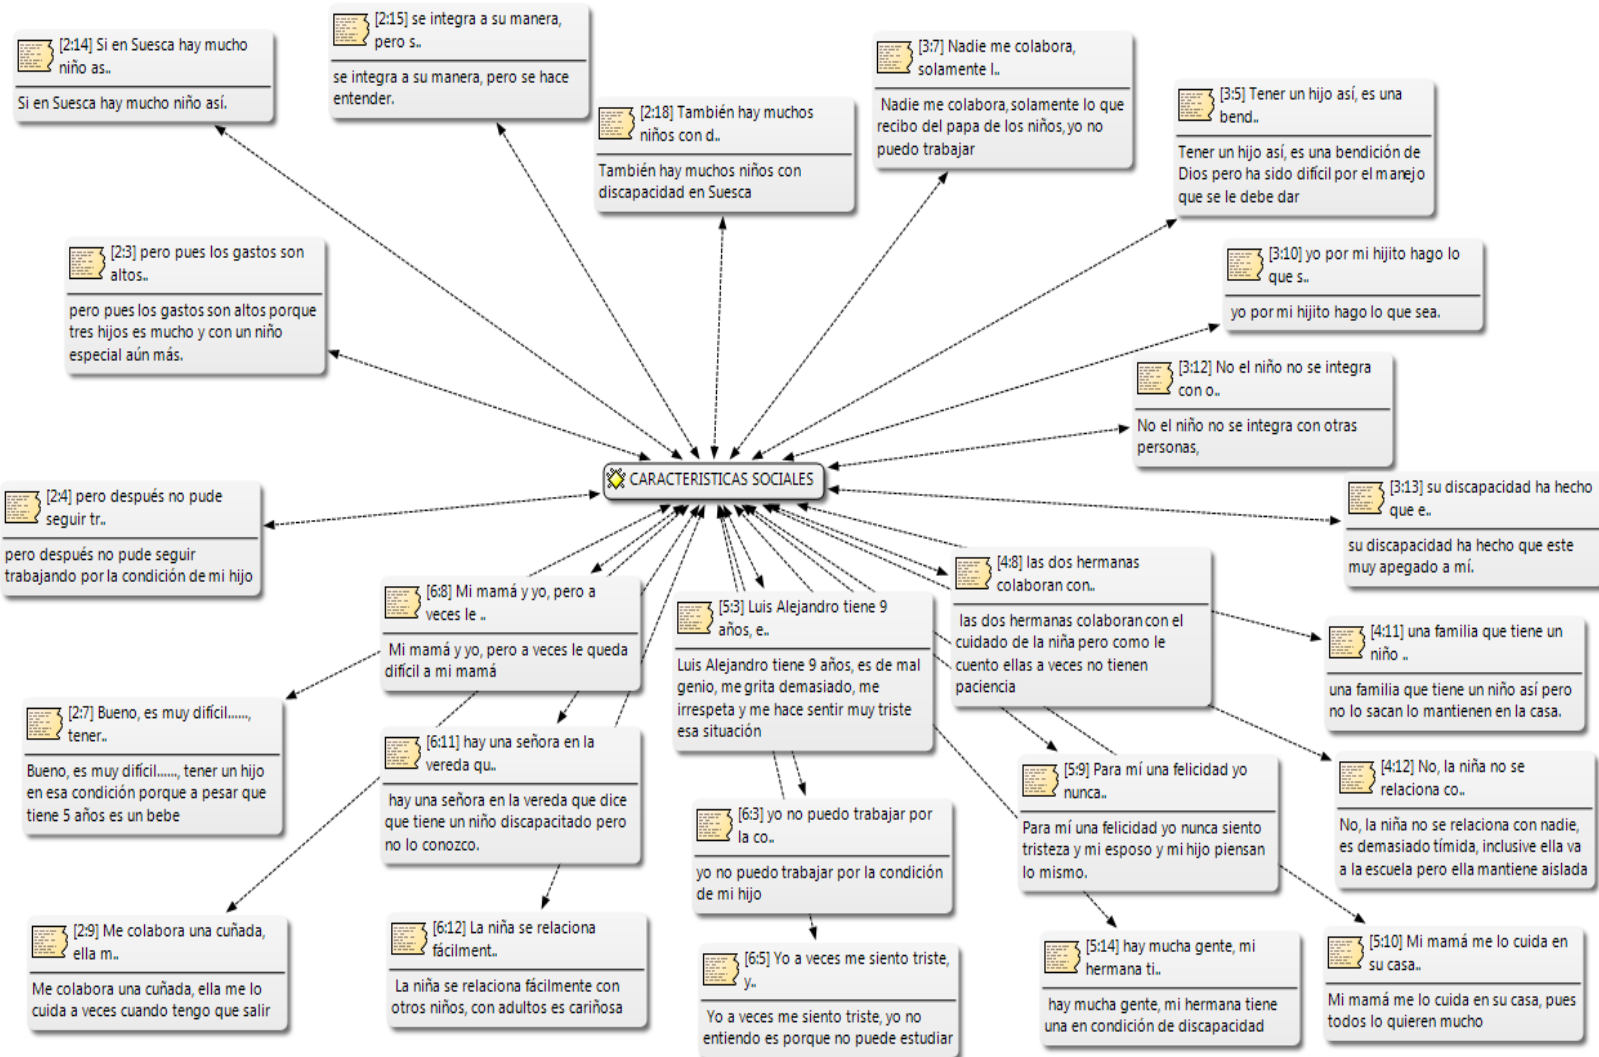 [2:14] Si en Suesca hay mucho
niño as..
Si en Suesca hay mucho niño así.
[2:15] se integra a su manera,
pero s..
se integra a su manera, pero se hace
entender.
[2:18] También hay muchos
niños con d..
También hay muchos niños con
discapacidad en Suesca
[3:7] Nadie me colabora,
solamente l..
Nadie me colabora, solamente lo que
recibo del papa de los niños, yo no
puedo trabajar
[3:5] Tener un hijo así, es una
bend..
Tener un hijo así, es una bendición de
Dios pero ha sido difícil por el manejo
que se le debe dar
[2:3] pero pues los gastos son
altos..
pero pues los gastos son altos porque
tres hijos es mucho y con un niño
especial aún más.
[3:10] yo por mi hijito hago lo
que s..
yo por mi hijito hago lo que sea.
[3:12] No el niño no se integra
con o..
No el niño no se integra con otras
personas,
CARACTERISTICAS SOCIALES
[2:4] pero después no pude
seguir tr..
pero después no pude seguir
trabajando por la condición de mi hijo
[3:13] su discapacidad ha hecho
que e..
su discapacidad ha hecho que este
muy apegado a mí.
[6:8] Mi mamá y yo, pero a
veces le ..
Mi mamá y yo, pero a veces le queda
difícil a mi mamá
[5:3] Luis Alejandro tiene 9
años, e..
Luis Alejandro tiene 9 años, es de mal
genio, me grita demasiado, me
irrespeta y me hace sentir muy triste
esa situación
[4:8] las dos hermanas
colaboran con..
las dos hermanas colaboran con el
cuidado de la niña pero como le
cuento ellas a veces no tienen
paciencia
[4:11] una familia que tiene un
niño ..
una familia que tiene un niño así pero
no lo sacan lo mantienen en la casa.
[2:7] Bueno, es muy difícil......,
tener..
Bueno, es muy difícil......, tener un hijo
en esa condición porque a pesar que
tiene 5 años es un bebe
[6:11] hay una señora en la
vereda qu..
hay una señora en la vereda que dice
que tiene un niño discapacitado pero
no lo conozco.
[6:3] yo no puedo trabajar por
la co..
yo no puedo trabajar por la condición
de mi hijo
[5:9] Para mí una felicidad yo
nunca..
Para mí una felicidad yo nunca siento
tristeza y mi esposo y mi hijo piensan
lo mismo.
[4:12] No, la niña no se
relaciona co..
No, la niña no se relaciona con nadie,
es demasiado tímida, inclusive ella va
a la escuela pero ella mantiene aislada
[2:9] Me colabora una cuñada,
ella m..
Me colabora una cuñada, ella me lo
cuida a veces cuando tengo que salir
[6:12] La niña se relaciona
fácilment..
La niña se relaciona fácilmente con
otros niños, con adultos es cariñosa
[6:5] Yo a veces me siento triste,
y..
Yo a veces me siento triste, yo no
entiendo es porque no puede estudiar
[5:14] hay mucha gente, mi
hermana ti..
hay mucha gente, mi hermana tiene
una en condición de discapacidad
[5:10] Mi mamá me lo cuida en
su casa..
Mi mamá me lo cuida en su casa, pues
todos lo quieren mucho